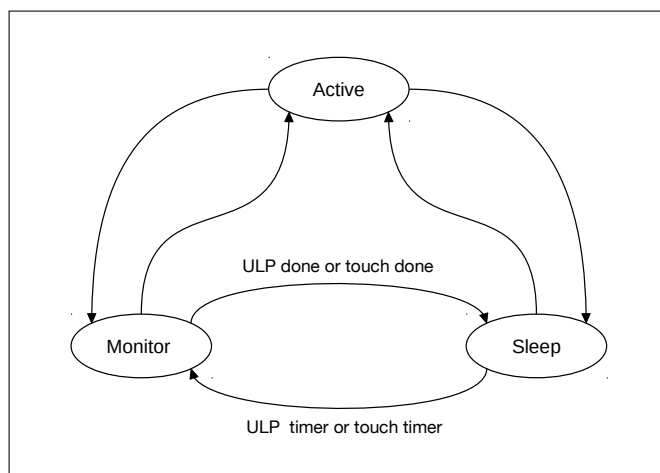 Active
ULP done or touch done
Monitor
Sleep
ULP timer or touch timer